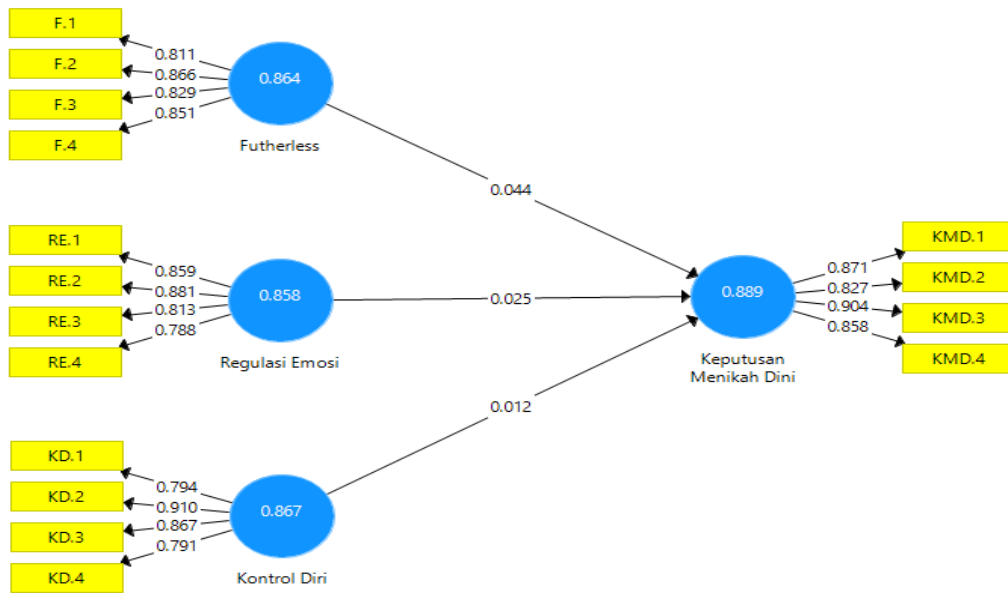 F.1
F.2
F.3
F.4
0.811
0.866
0.829
0.851
0.864
Futherless
0.044
RE.1
RE.2
RE.3
RE.4
0.859
0.881
0.813
0.788
0.858
Regulasi Emosi
0.025
KD.1
KD.2
KD.3
KD.4
0.794
0.910
0.867
0.791
0.867
Kontrol Diri
0.012
0.889
Keputusan
Menikah Dini
0.871
0.827
0.904
0.858
KMD.1
KMD.2
KMD.3
KMD.4